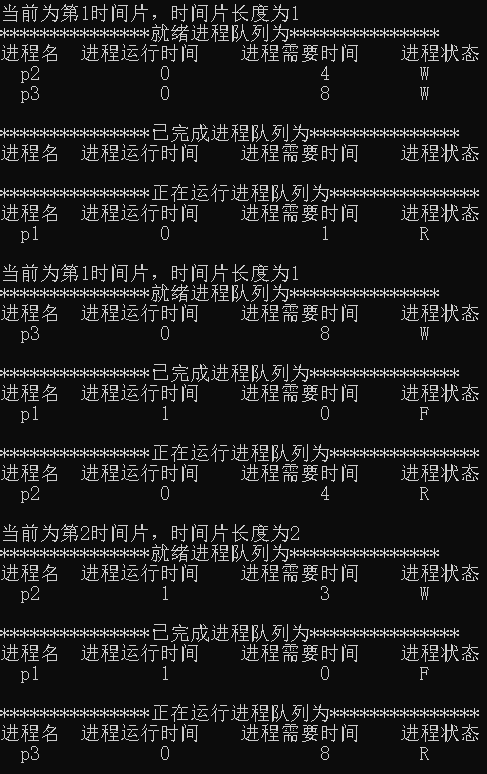 当前为第1时间片，时间片长度为1
***************就绪进程队列为***************
进程名  进程运行时间    进程需要时间    进程状态
  p2            0               4         W
  p3            0               8         W
***************已完成进程队列为***************
进程名  进程运行时间    进程需要时间    进程状态
***************正在运行进程队列为***************
进程名  进程运行时间    进程需要时间    进程状态
  p1            0               1         R
当前为第1时间片，时间片长度为1
***************就绪进程队列为***************
进程名  进程运行时间    进程需要时间    进程状态
  p3            0               8         W
***************已完成进程队列为***************
进程名  进程运行时间    进程需要时间    进程状态
  p1            1               0         F
***************正在运行进程队列为***************
进程名  进程运行时间    进程需要时间    进程状态
  p2            0               4         R
当前为第2时间片，时间片长度为2
***************就绪进程队列为***************
进程名  进程运行时间    进程需要时间    进程状态
  p2            1               3         W
***************已完成进程队列为***************
进程名  进程运行时间    进程需要时间    进程状态
  p1            1               0         F
***************正在运行进程队列为***************
进程名  进程运行时间    进程需要时间    进程状态
  p3            0               8         R